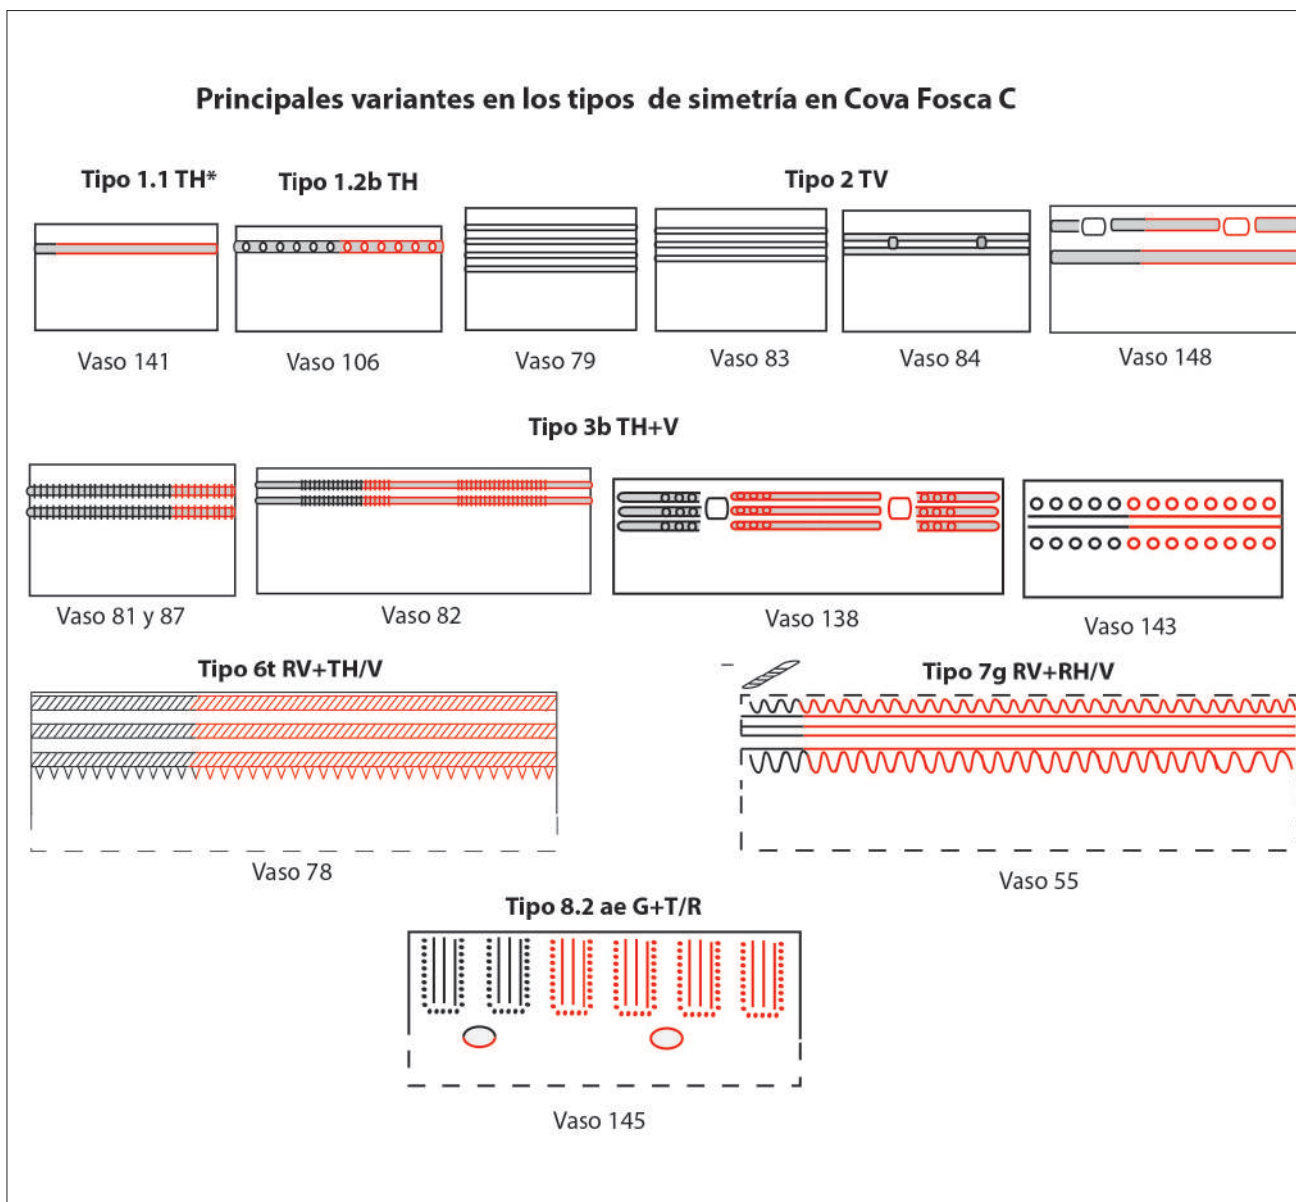 Principales variantes en los tipos de simetría en Cova Fosca C
Tipo 1.1 TH*
Tipo 1.2b TH
Tipo 2 TV
Vaso 141
Vaso 106
Vaso 79
Vaso 83
Vaso 84
Vaso 148
Tipo 3b TH+V
Vaso 81 y 87
Vaso 82
Vaso 138
Vaso 143
Tipo 6t RV+TH/V
Tipo 7g RV+RH/V
Vaso 78
Vaso 55
Tipo 8.2 ae G+T/R
Vaso 145